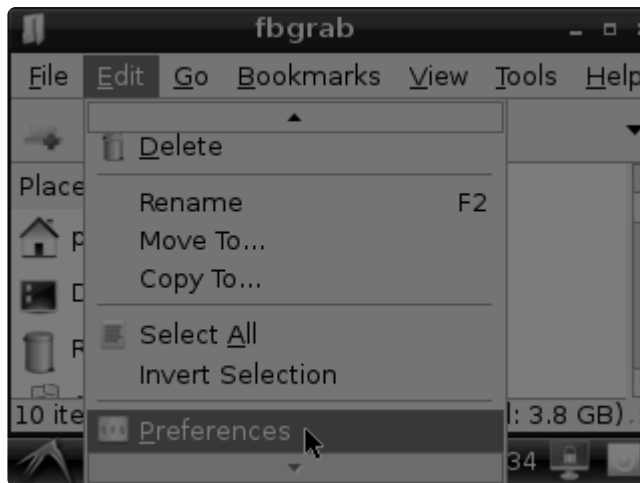 fbgrab
File Edit Go Bookmarks View Tools Help
Delete
Place
Rename F2
Move To...
Copy To...
Select All
Invert Selection
10 ite : 3.8 GB)
Preferences
34